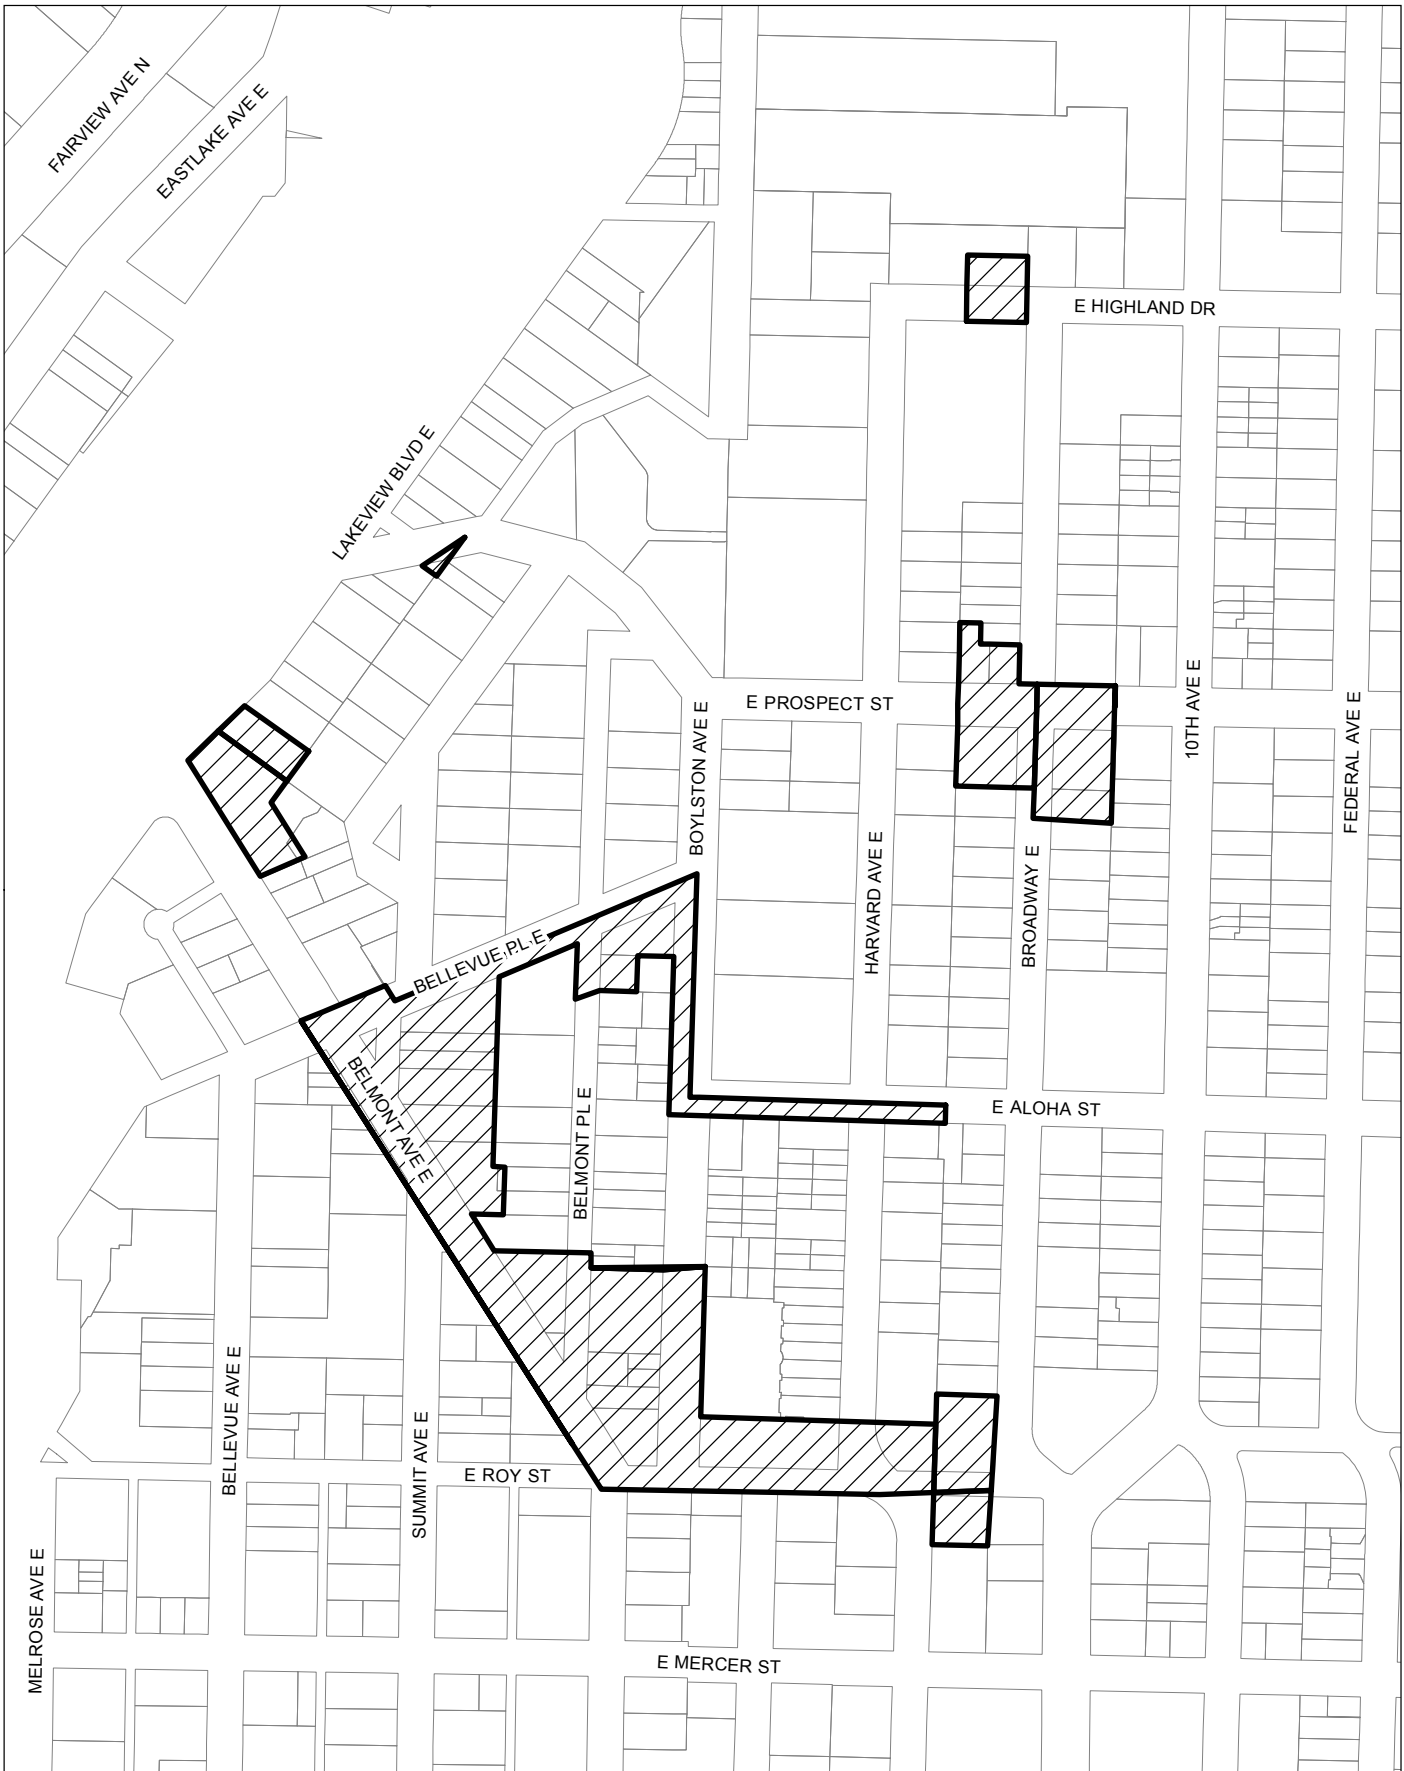 FAIRVIEW AVE N
EASTLAKE AVE E
E HIGHLAND DR
LAKEVIEW BLVD E
E PROSPECT ST
BOYLSTON AVE E
10TH AVE E
FEDERAL AVE E
HARVARD AVE E
BROADWAY E
BELLEVUE PL E
BELMONT AVE E
BELMONT PL E
E ALOHA ST
BELLEVUE AVE E
SUMMIT AVE E
E ROY ST
MELROSE AVE E
E MERCER ST